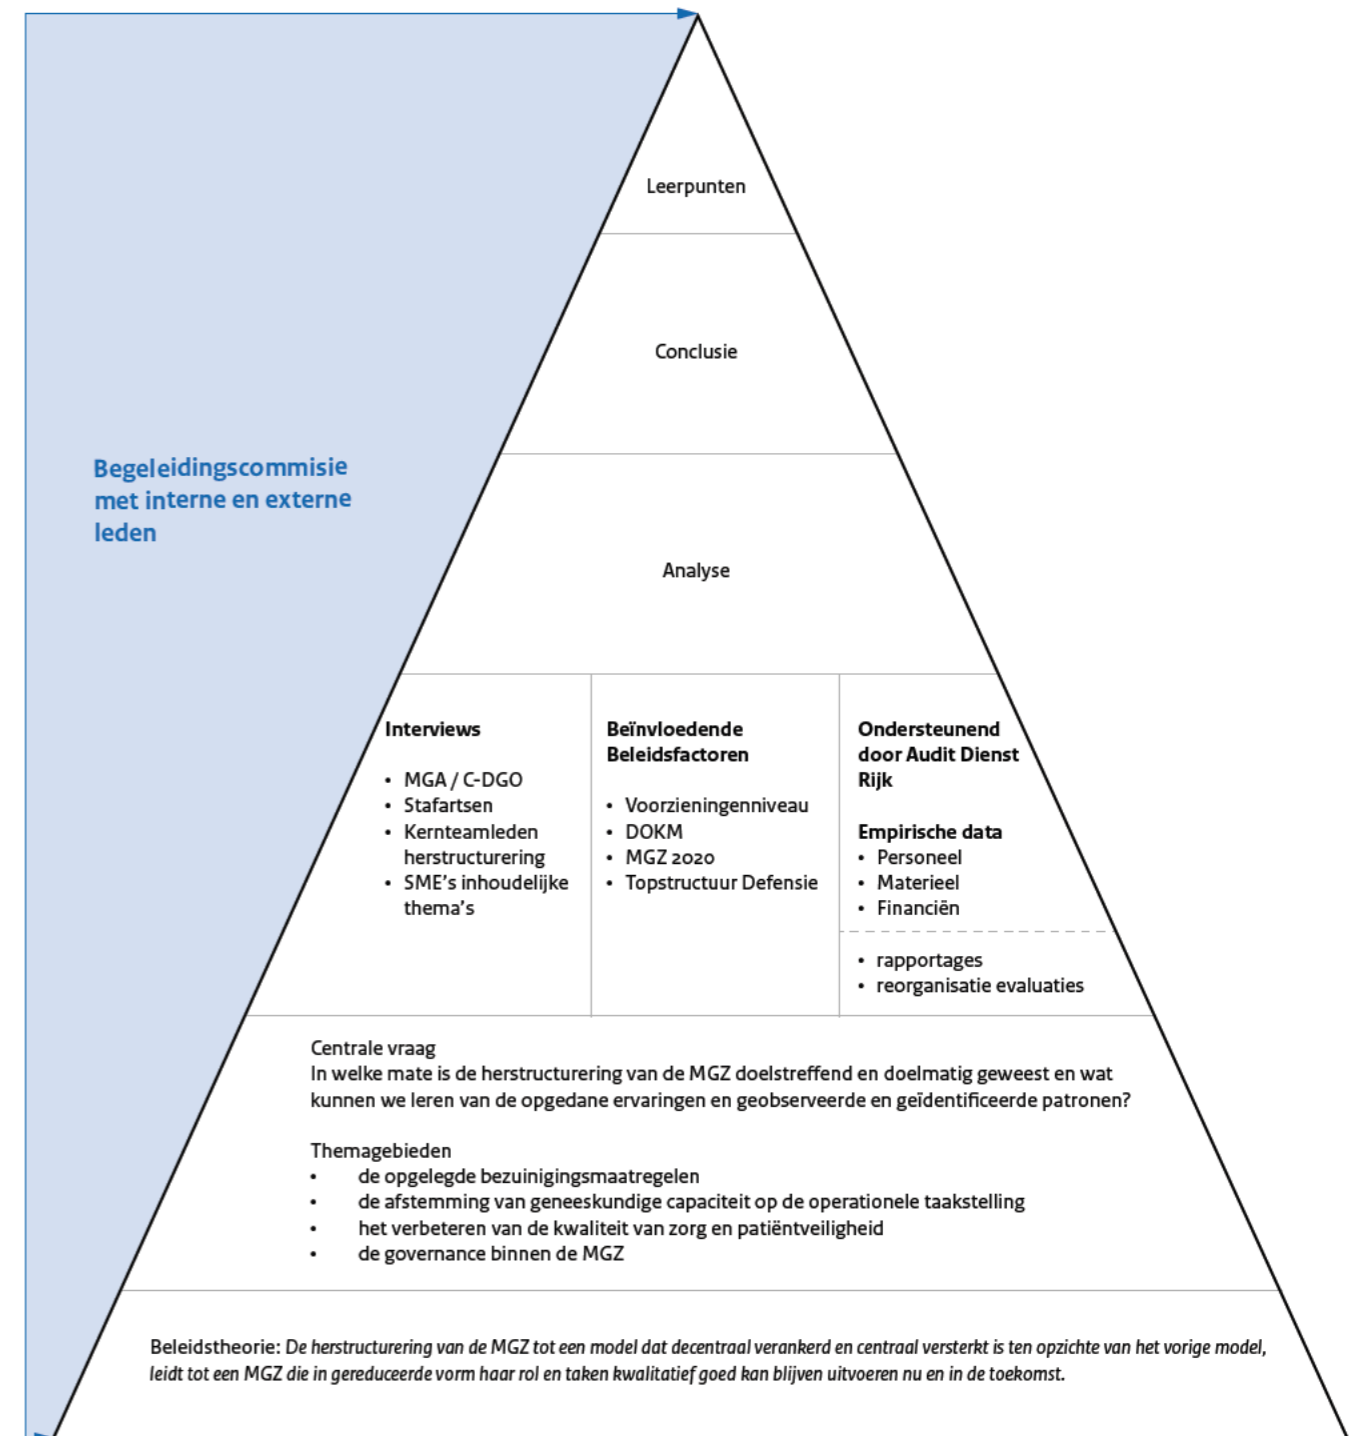 Leerpunten
Conclusie
Begeleidingscommisie
met interne en externe
leden
Analyse
Interviews
• MGA / C-DGO
• Stafartsen
• Kernteamleden
herstructurering
• SME's inhoudelijke
thema's
Beïnvloedende
Beleidsfactoren
• Voorzieningenniveau
• DOKM
• MGZ 2020
• Topstructuur Defensie
Ondersteunend
door Audit Dienst
Rijk
Empirische data
• Personeel
• Materieel
• Financiën
• rapportages
• reorganisatie evaluaties
Centrale vraag
In welke mate is de herstructurering van de MGZ doelstreffend en doelmatig geweest en wat
kunnen we leren van de opgedane ervaringen en geobserveerde en geïdentificeerde patronen?
Themagebieden
• de opgelegde bezuinigingsmaatregelen
• de afstemming van geneeskundige capaciteit op de operationele taakstelling
• het verbeteren van de kwaliteit van zorg en patiëntveiligheid
• de governance binnen de MGZ
Beleidstheorie: De herstructurering van de MGZ tot een model dat decentraal verankerd en centraal versterkt is ten opzichte van het vorige model,
leidt tot een MGZ die in gereduceerde vorm haar rol en taken kwalitatief goed kan blijven uitvoeren nu en in de toekomst.